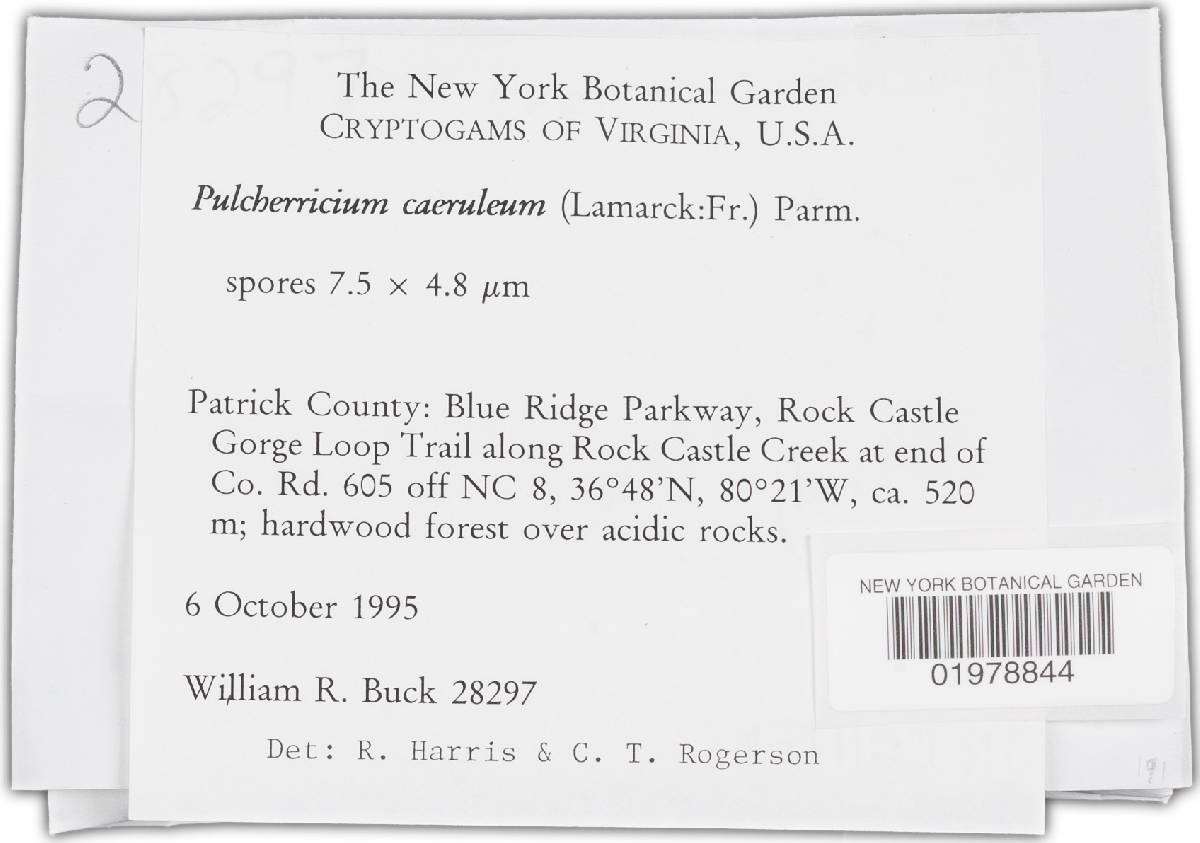 2
The New York Botanical Garden
CRYPTOGAMS OF VIRGINIA, U.S.A.
Pulcherricium caeruleum (Lamarck:Fr.) Parm.
spores 7.5 × 4.8 μm
Patrick County: Blue Ridge Parkway, Rock Castle
Gorge Loop Trail along Rock Castle Creek at end of
Co. Rd. 605 off NC 8, 36°48'N, 80°21'W, ca. 520
m; hardwood forest over acidic rocks.
NEW YORK BOTANICAL GARDEN
01978844
6 October 1995
William R. Buck 28297
Det: R. Harris & C. T. Rogerson